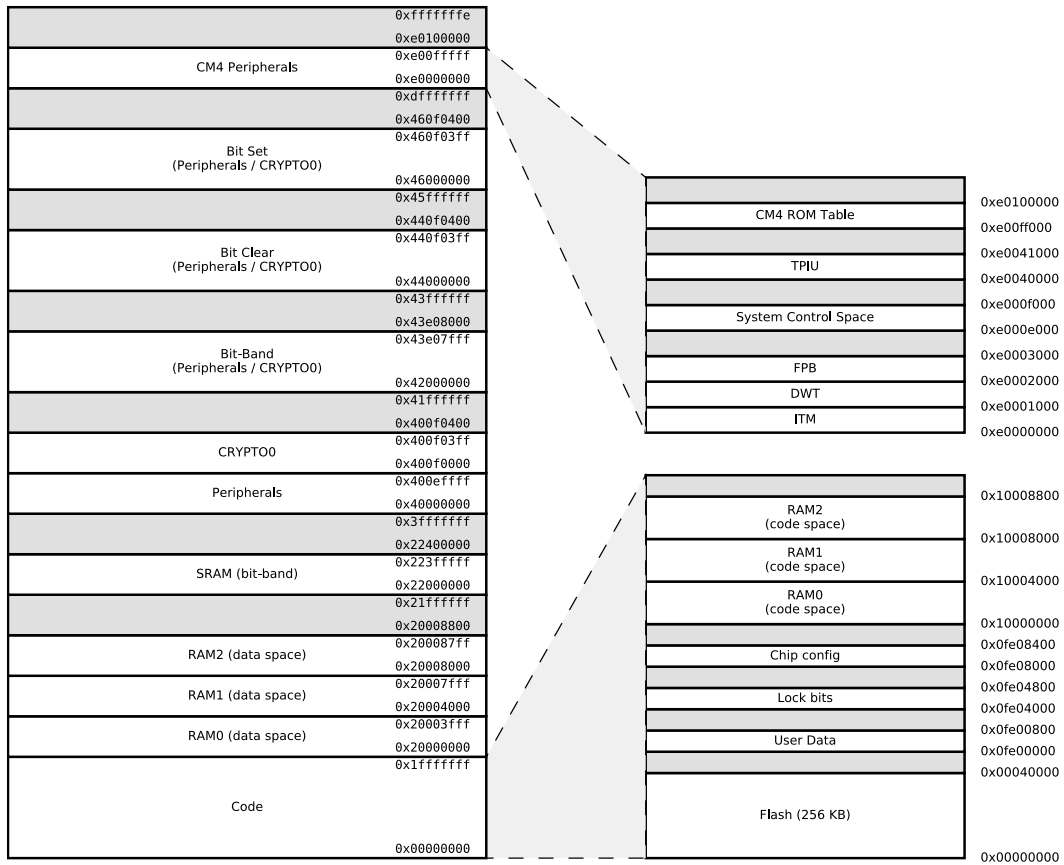 0xfffffffe
0xe0100000
CM4 Peripherals
0xe00fffff
0xe0000000
0xdfffffff
0x460f0400
Bit Set
(Peripherals / CRYPTO0)
0x460f03ff
0x46000000
0x45ffffff
0x440f0400
Bit Clear
(Peripherals / CRYPTO0)
0x440f03ff
0x44000000
0x43ffffff
0x43e08000
Bit-Band
(Peripherals / CRYPTO0)
0x43e07fff
0x42000000
0x41ffffff
0x400f0400
CRYPTO0
0x400f03ff
0x400f0000
Peripherals
0x400effff
0x40000000
0x3fffffff
0x22400000
SRAM (bit-band)
0x223fffff
0x22000000
0x21ffffff
0x20008800
RAM2 (data space)
0x200087ff
0x20008000
RAM1 (data space)
0x20007fff
0x20004000
RAM0 (data space)
0x20003fff
0x20000000
Code
0x1fffffff
0x00000000
0xe0100000
CM4 ROM Table
0xe00ff000
0xe0041000
TPIU
0xe0040000
0xe000f000
System Control Space
0xe000e000
0xe0003000
FPB
0xe0002000
DWT
0xe0001000
ITM
0xe0000000
0x10008800
RAM2
(code space)
0x10008000
RAM1
(code space)
0x10004000
RAM0
(code space)
0x10000000
0x0fe08400
Chip config
0x0fe08000
0x0fe04800
Lock bits
0x0fe04000
0x0fe00800
User Data
0x0fe00000
0x00040000
Flash (256 KB)
0x00000000